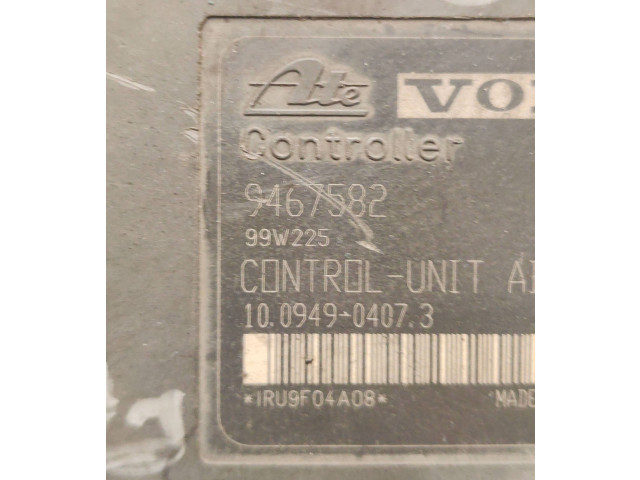 Ate VO
Controller
9467582
99W225
CONTROL-UNIT A
10.0949-0407.3
*IRU9F04A08* MADE